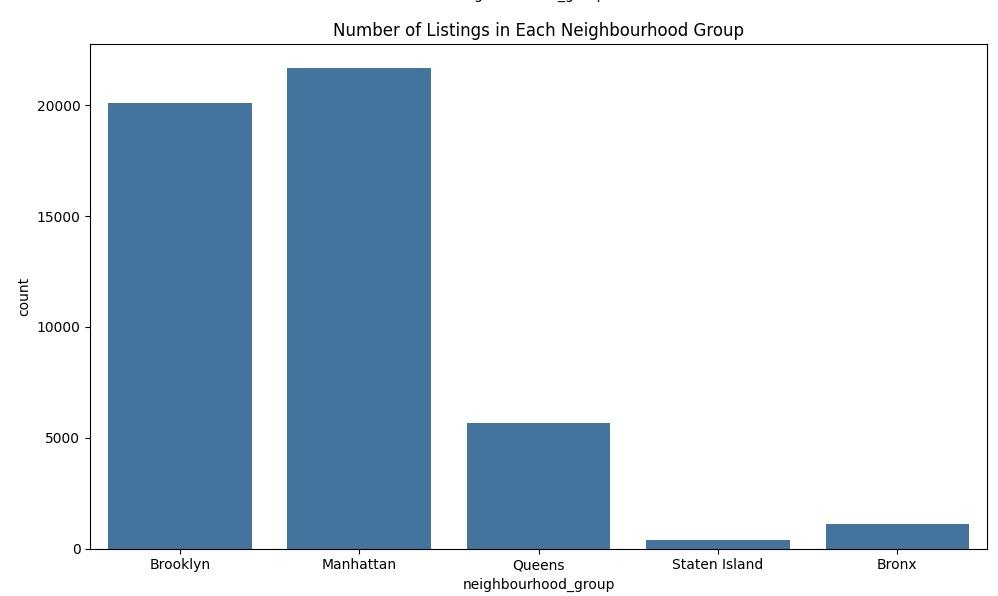 Number of Listings in Each Neighbourhood Group
20000
15000
10000
5000
0
count
Brooklyn Manhattan Queens Staten Island Bronx
neighbourhood_group